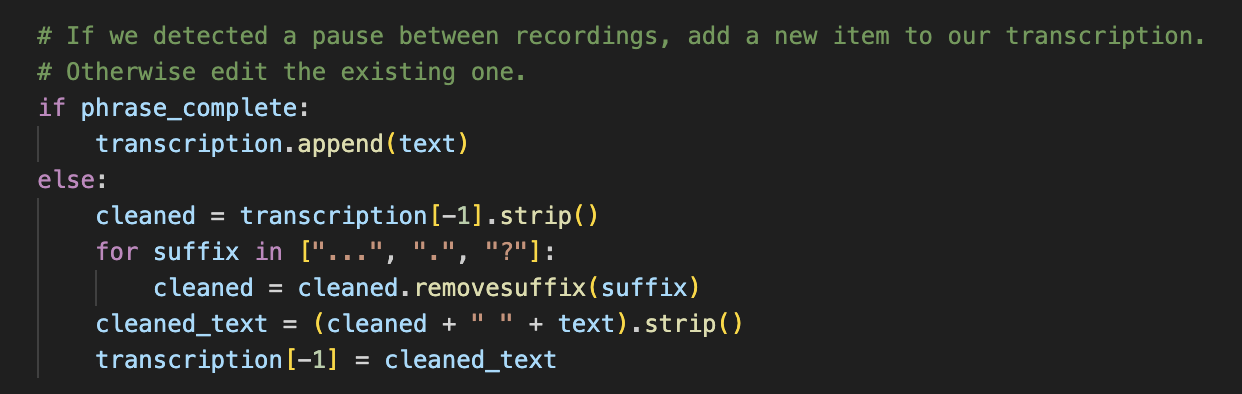 # If we detected a pause between recordings, add a new item to our transcription.
# Otherwise edit the existing one.
if phrase_complete:
    transcription.append(text)
else:
    cleaned = transcription[-1].strip()
    for suffix in ["...", ".", "?"]:
        cleaned = cleaned.removesuffix(suffix)
    cleaned_text = (cleaned + " " + text).strip()
    transcription[-1] = cleaned_text